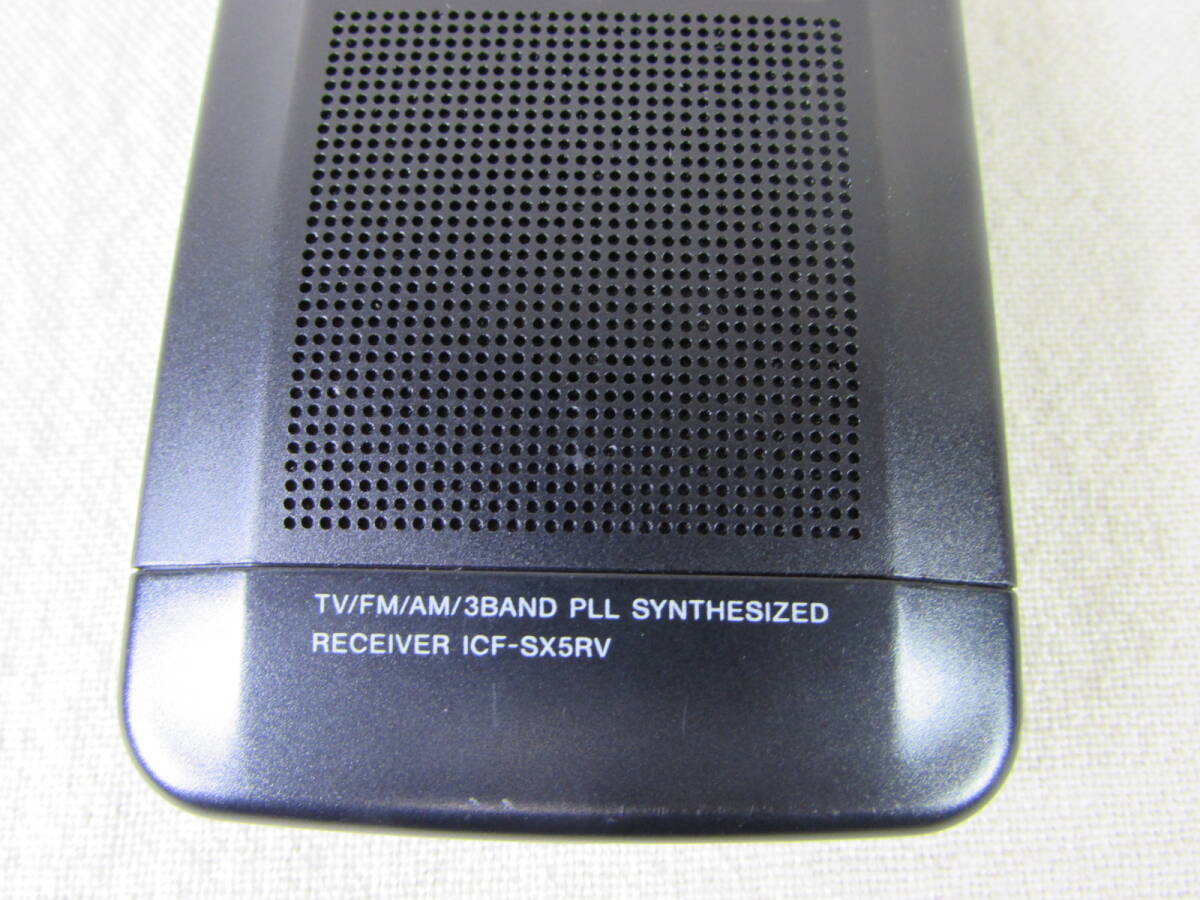 TV/FM/AM/3BAND PLL SYNTHESIZED
RECEIVER ICF-SX5RV